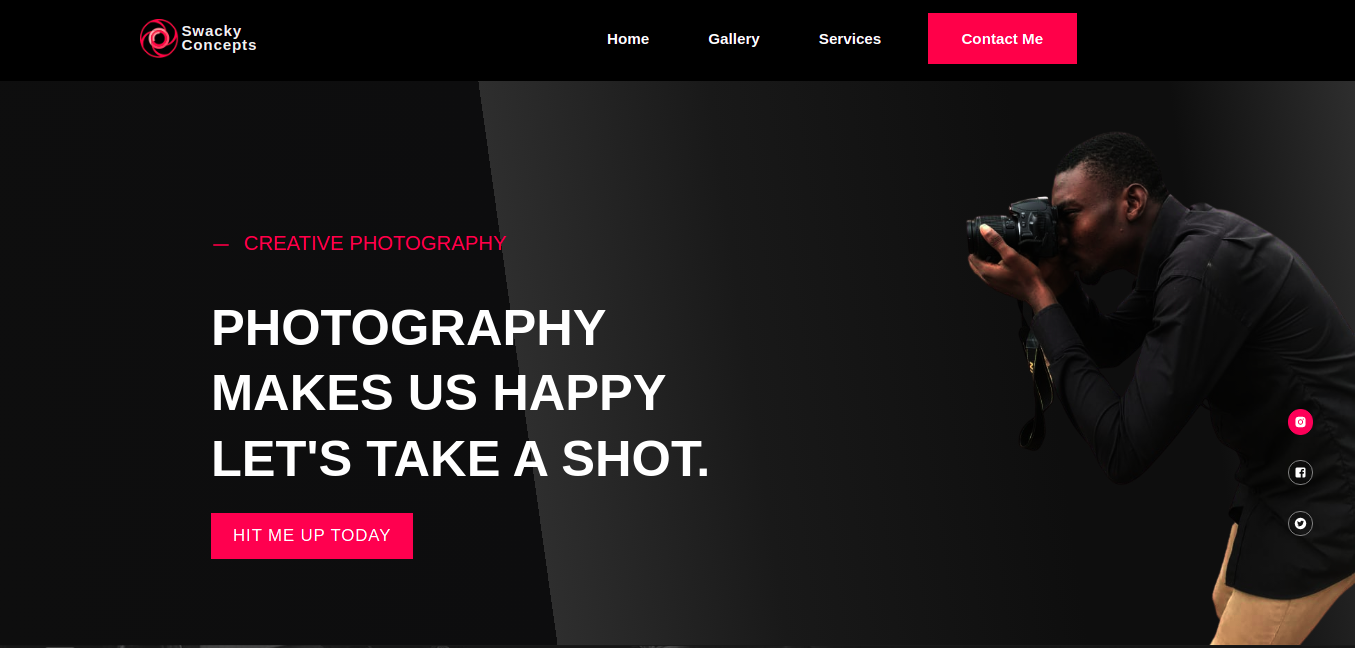 Swacky
Concepts
Home
Gallery
Services
Contact Me
— CREATIVE PHOTOGRAPHY
PHOTOGRAPHY
MAKES US HAPPY
LET'S TAKE A SHOT.
HIT ME UP TODAY